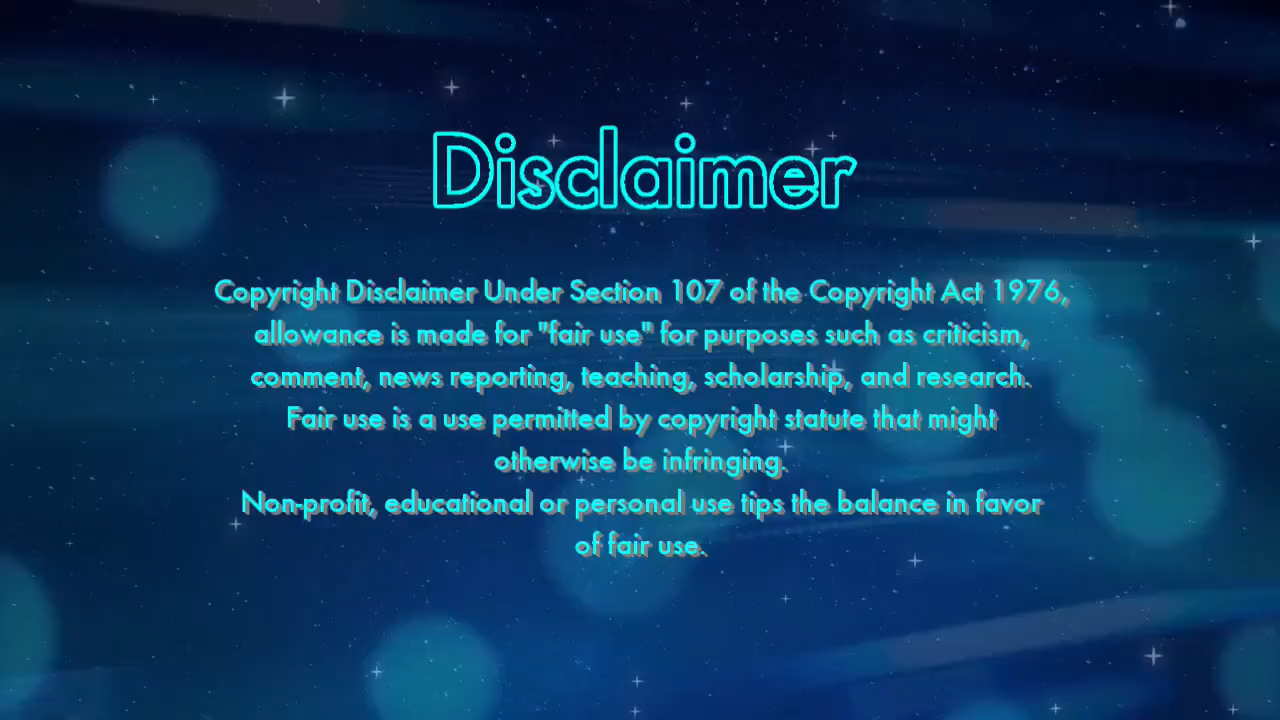 Disclaimer
Copyright Disclaimer Under Section 107 of the Copyright Act 1976,
allowance is made for "fair use" for purposes such as criticism,
comment, news reporting, teaching, scholarship, and research.
Fair use is a use permitted by copyright statute that might
otherwise be infringing.
Non-profit, educational or personal use tips the balance in favor
of fair use.